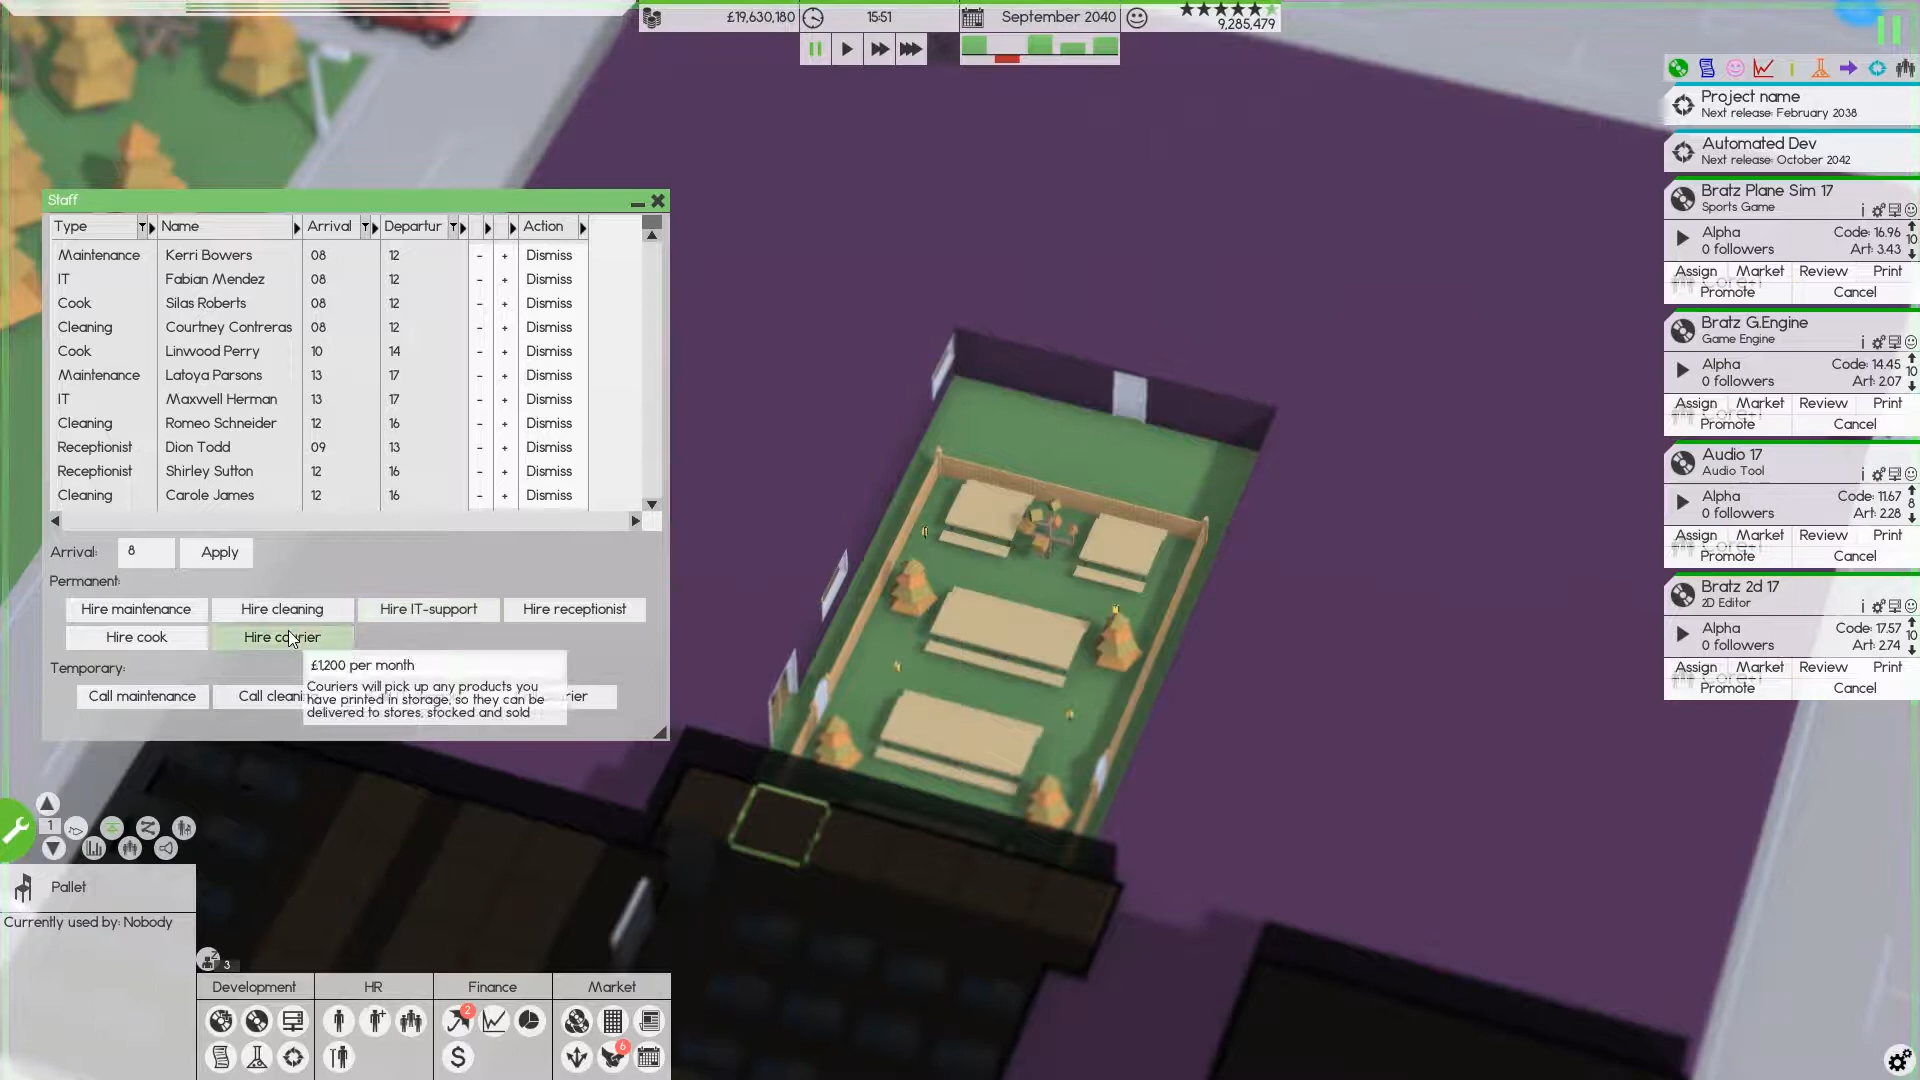 £19,630,180
15:51
September 2040
9,285,479
Project name
Next release: February 2038
Automated Dev
Next release: October 2042
Bratz Plane Sim 17
Sports Game
Alpha
Code: 16.96
10
0 followers
Art: 3.43
Assign
Market
Review
Print
Promote
Cancel
Bratz G.Engine
Game Engine
Alpha
Code: 14.45
10
0 followers
Art: 2.07
Assign
Market
Review
Print
Promote
Cancel
Audio 17
Audio Tool
Alpha
Code: 11.67
8
0 followers
Art: 2.28
Assign
Market
Review
Print
Promote
Cancel
Bratz 2d 17
2D Editor
Alpha
Code: 17.57
10
0 followers
Art: 2.74
Assign
Market
Review
Print
Promote
Cancel
Staff
Type Name Arrival Departur Action
Maintenance Kerri Bowers 08 12 - + Dismiss
IT Fabian Mendez 08 12 - + Dismiss
Cook Silas Roberts 08 12 - + Dismiss
Cleaning Courtney Contreras 08 12 - + Dismiss
Cook Linwood Perry 10 14 - + Dismiss
Maintenance Latoya Parsons 13 17 - + Dismiss
IT Maxwell Herman 13 17 - + Dismiss
Cleaning Romeo Schneider 12 16 - + Dismiss
Receptionist Dion Todd 09 13 - + Dismiss
Receptionist Shirley Sutton 12 16 - + Dismiss
Cleaning Carole James 12 16 - + Dismiss
Arrival: 8 Apply
Permanent:
Hire maintenance Hire cleaning Hire IT-support Hire receptionist
Hire cook Hire courier
£1,200 per month
Couriers will pick up any products you
have printed in storage, so they can be
delivered to stores, stocked and sold
Temporary:
Call maintenance
1
Pallet
Currently used by: Nobody
2
3
Development HR Finance Market
2
6